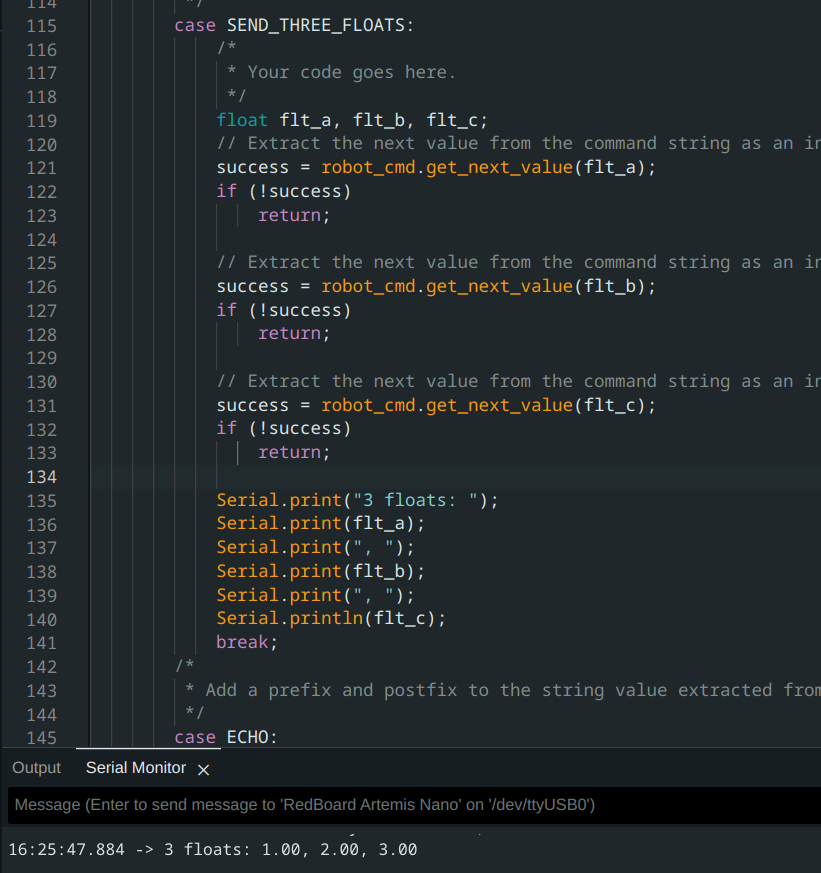 114 */
115 case SEND_THREE_FLOATS:
116 /*
117 * Your code goes here.
118 */
119 float flt_a, flt_b, flt_c;
120 // Extract the next value from the command string as an
121 success = robot_cmd.get_next_value(flt_a);
122 if (!success)
123 return;
124
125 // Extract the next value from the command string as an
126 success = robot_cmd.get_next_value(flt_b);
127 if (!success)
128 return;
129
130 // Extract the next value from the command string as an
131 success = robot_cmd.get_next_value(flt_c);
132 if (!success)
133 return;
134
135 Serial.print("3 floats: ");
136 Serial.print(flt_a);
137 Serial.print(", ");
138 Serial.print(flt_b);
139 Serial.print(", ");
140 Serial.println(flt_c);
141 break;
142 /*
143 * Add a prefix and postfix to the string value extracted from
144 */
145 case ECHO:
Output Serial Monitor ×
Message (Enter to send message to 'RedBoard Artemis Nano' on '/dev/ttyUSB0')
16:25:47.884 -> 3 floats: 1.00, 2.00, 3.00